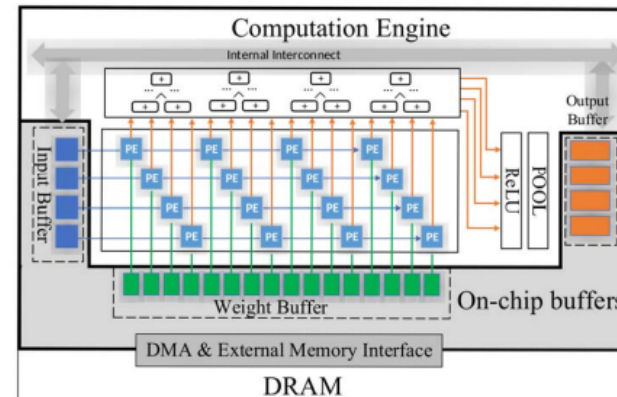 Computation Engine
Internal Interconnect
+ + + +
... ... ... ... ... ... ... ...
+ + + + + + + +
Output
Buffer
Input Buffer
PE PE PE PE
PE PE PE PE
PE PE PE PE
PE PE PE PE
ReLU
POOL
Weight Buffer
On-chip buffers
DMA & External Memory Interface
DRAM